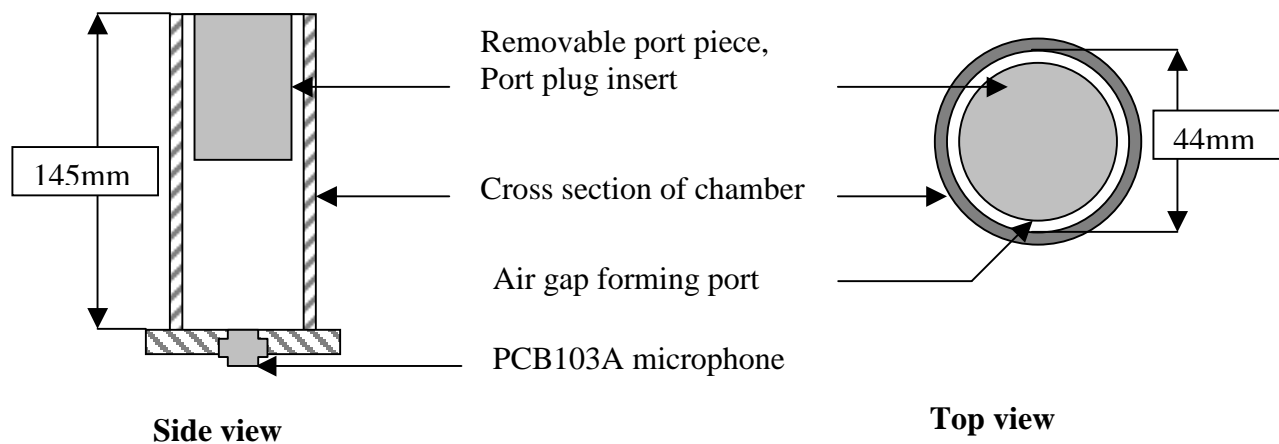 Removable port piece,
Port plug insert
145mm
44mm
Cross section of chamber
Air gap forming port
PCB103A microphone
Side view
Top view